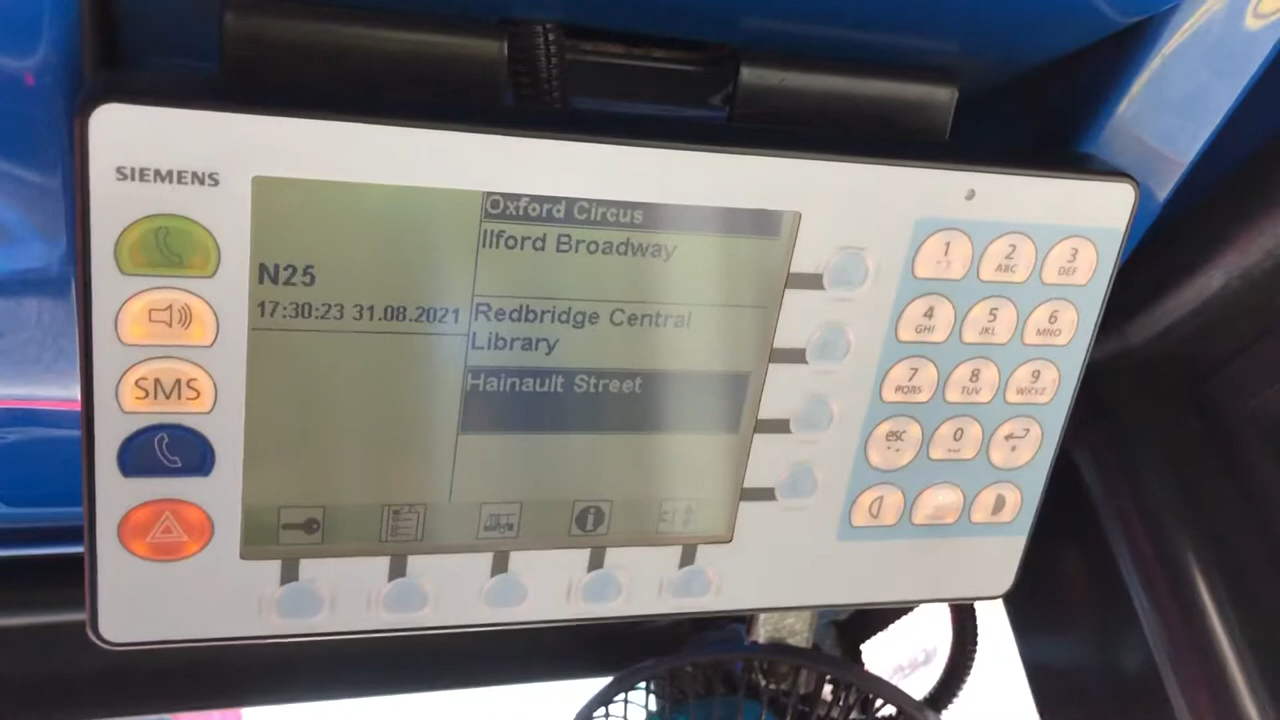 SIEMENS
Oxford Circus
Ilford Broadway
N25
17:30:23 31.08.2021
Redbridge Central
Library
Hainault Street
SMS
1
2
ABC
3
DEF
4
GHI
5
JKL
6
MNO
7
PQRS
8
TUV
9
WXYZ
esc
0